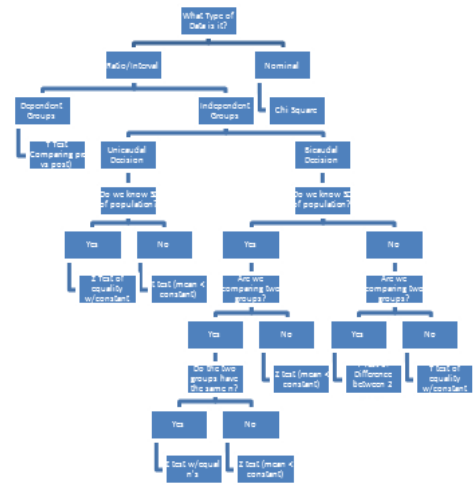 What Type of
Data is it?
Ratio/Interval
Nominal
Dependent
Groups
Independent
Groups
Chi Square
T Test
(Comparing pre
vs post)
Unicaudal
Decision
Bicaudal
Decision
Do we know SD
of population?
Do we know SD
of population?
Yes
No
Yes
No
Z Test of
equality
w/constant
test (mean <
constant)
Are we
comparing two
groups?
Are we
comparing two
groups?
Yes
No
Yes
No
Do the two
groups have
the same n?
Z test (mean <
constant)
Difference
between 2
T test of
equality
w/constant
Yes
No
test w/equal
n's
Z test (mean <
constant)